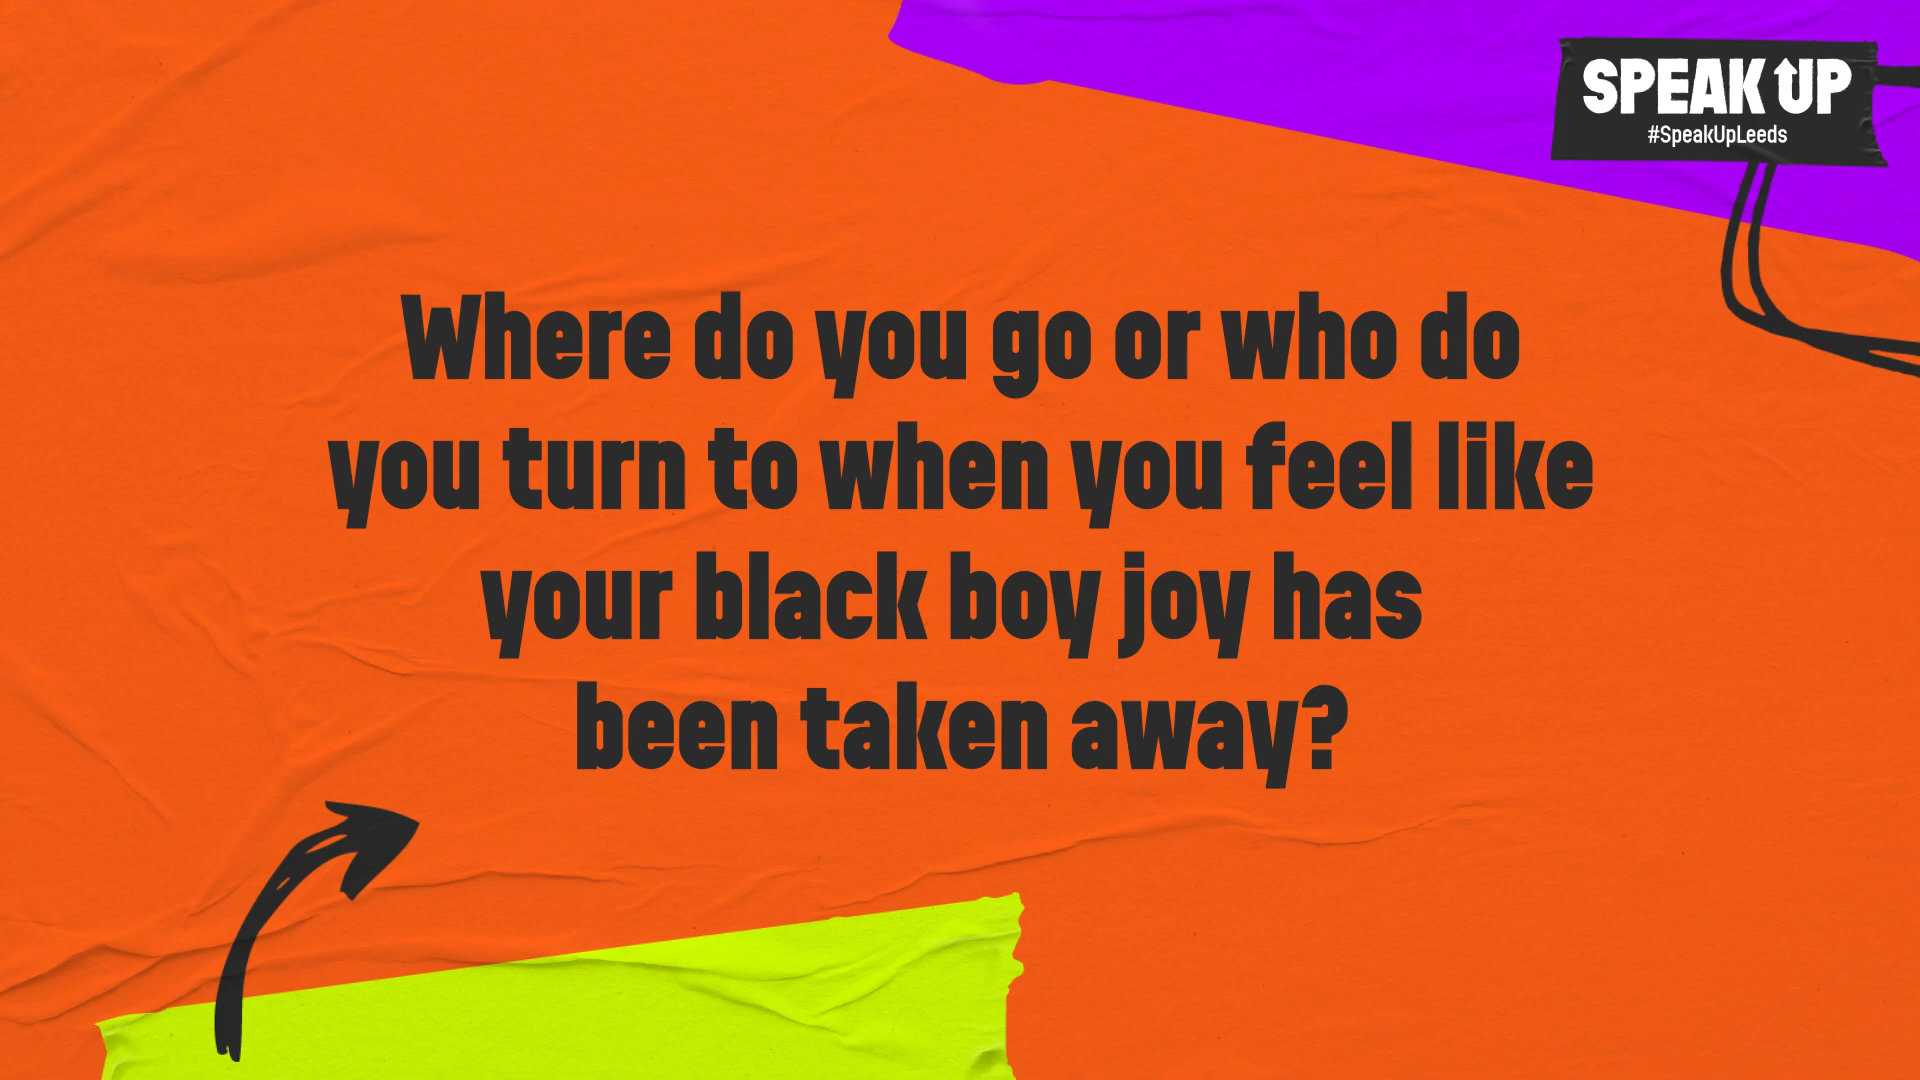 SPEAK UP
#SpeakUpLeeds
Where do you go or who do
you turn to when you feel like
your black boy joy has
been taken away?